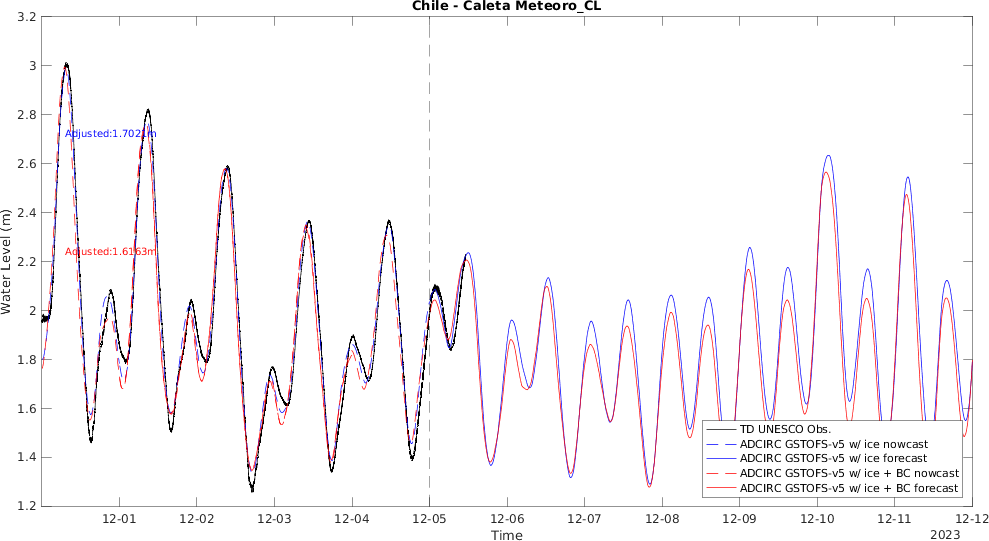 Chile - Caleta Meteoro_CL
3.2
3
2.8
2.6
2.4
2.2
2
1.8
1.6
1.4
1.2
Water Level (m)
Adjusted:1.7021m
Adjusted:1.6163m
TD UNESCO Obs.
ADCIRC GSTOFS-v5 w/ ice nowcast
ADCIRC GSTOFS-v5 w/ ice forecast
ADCIRC GSTOFS-v5 w/ ice + BC nowcast
ADCIRC GSTOFS-v5 w/ ice + BC forecast
12-01 12-02 12-03 12-04 12-05 12-06 12-07 12-08 12-09 12-10 12-11 12-12
Time
2023